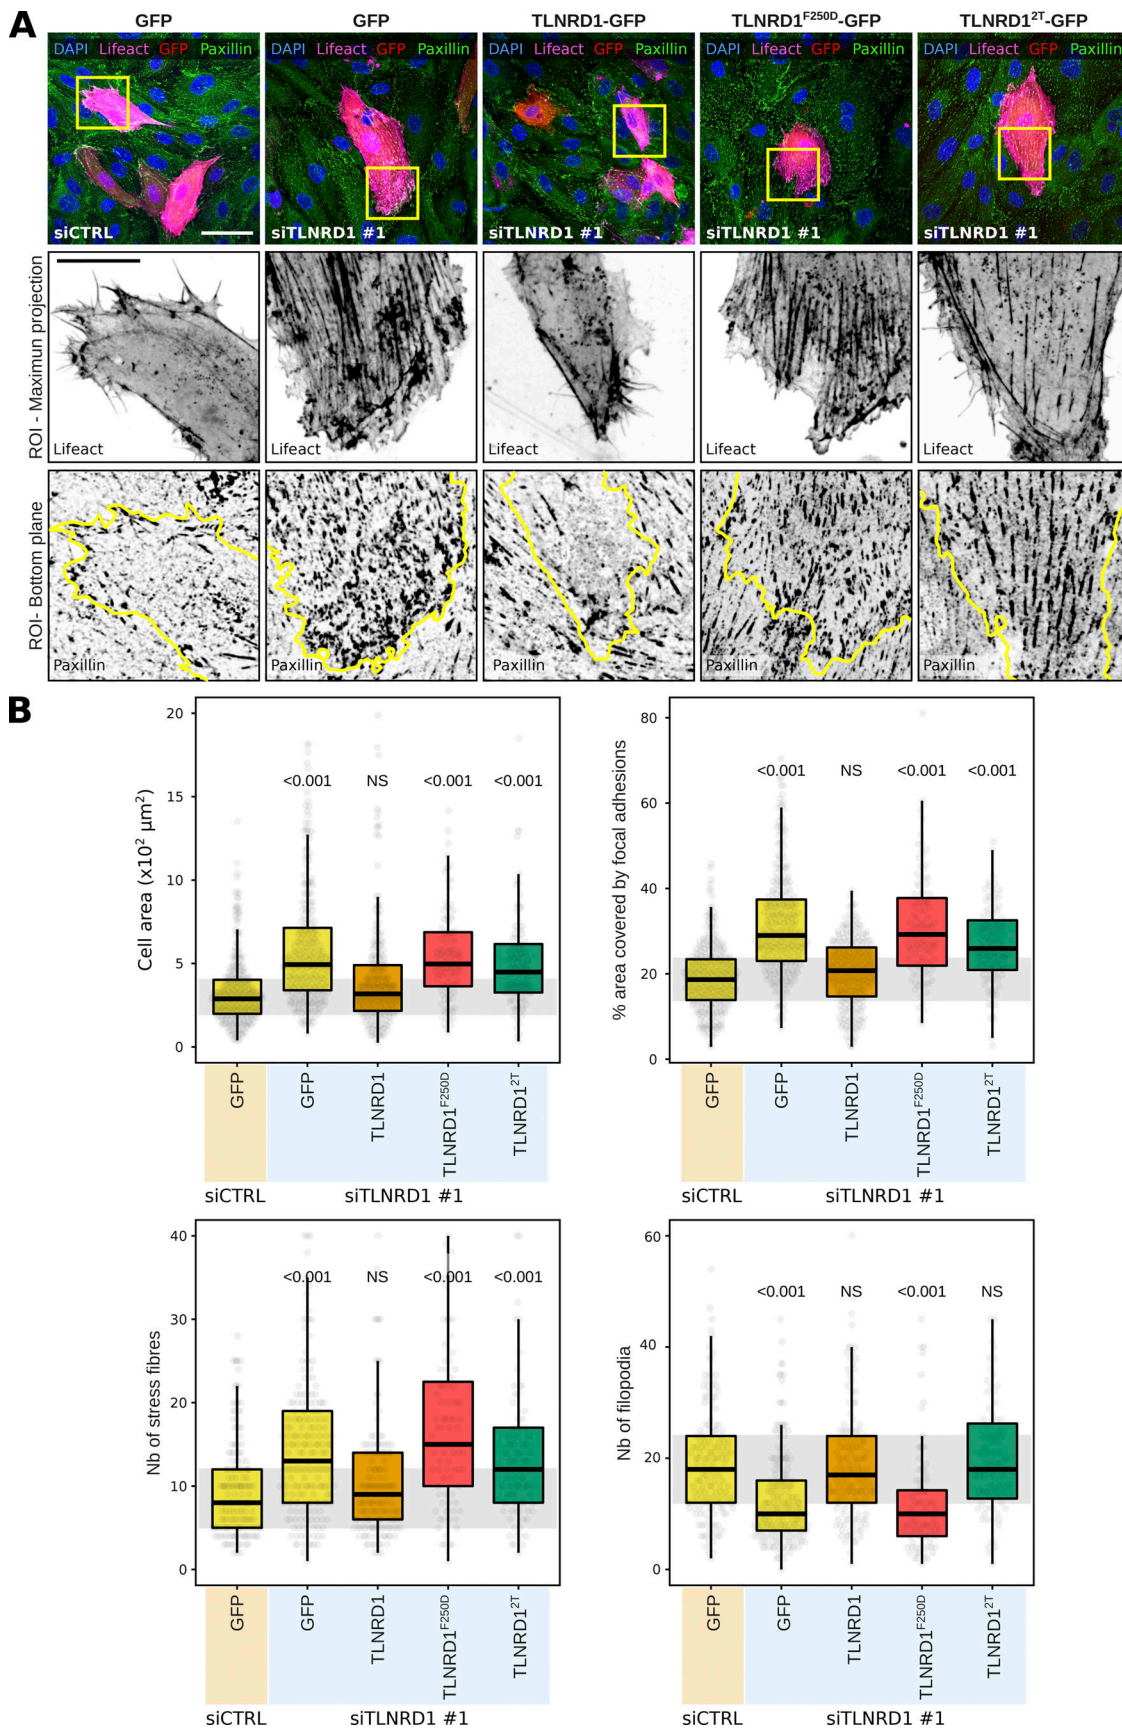 A
GFP GFP TLNRD1-GFP TLNRD1F250D-GFP TLNRD12T-GFP
DAPI Lifeact GFP Paxillin DAPI Lifeact GFP Paxillin DAPI Lifeact GFP Paxillin DAPI Lifeact GFP Paxillin DAPI Lifeact GFP Paxillin
siCTRL siTLNRD1 #1 siTLNRD1 #1 siTLNRD1 #1 siTLNRD1 #1
ROI - Maximun projection
Lifeact Lifeact Lifeact Lifeact Lifeact
ROI- Bottom plane
Paxillin Paxillin Paxillin Paxillin Paxillin
B
Cell area (x10² µm²)
20
15
10
5
0
<0.001 NS <0.001 <0.001
GFP GFP TLNRD1 TLNRD1F250D TLNRD12T
siCTRL siTLNRD1 #1
% area covered by focal adhesions
80
60
40
20
0
<0.001 NS <0.001 <0.001
GFP GFP TLNRD1 TLNRD1F250D TLNRD12T
siCTRL siTLNRD1 #1
Nb of stress fibres
40
30
20
10
0
<0.001 NS <0.001 <0.001
GFP GFP TLNRD1 TLNRD1F250D TLNRD12T
siCTRL siTLNRD1 #1
Nb of filopodia
60
40
20
0
<0.001 NS <0.001 NS
GFP GFP TLNRD1 TLNRD1F250D TLNRD12T
siCTRL siTLNRD1 #1